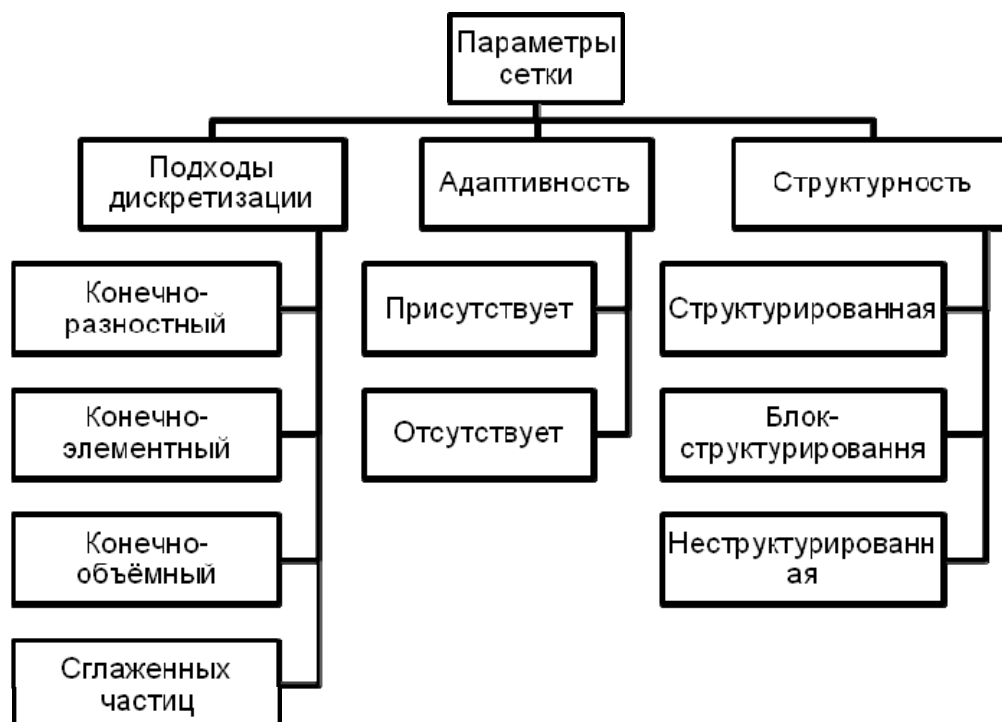 Параметры
сетки
Подходы
дискретизации
Адаптивность
Структурность
Конечно-
разностный
Присутствует
Структурированная
Конечно-
элементный
Отсутствует
Блок-
структурировання
Конечно-
объёмный
Неструктурированн
ая
Сглаженных
частиц